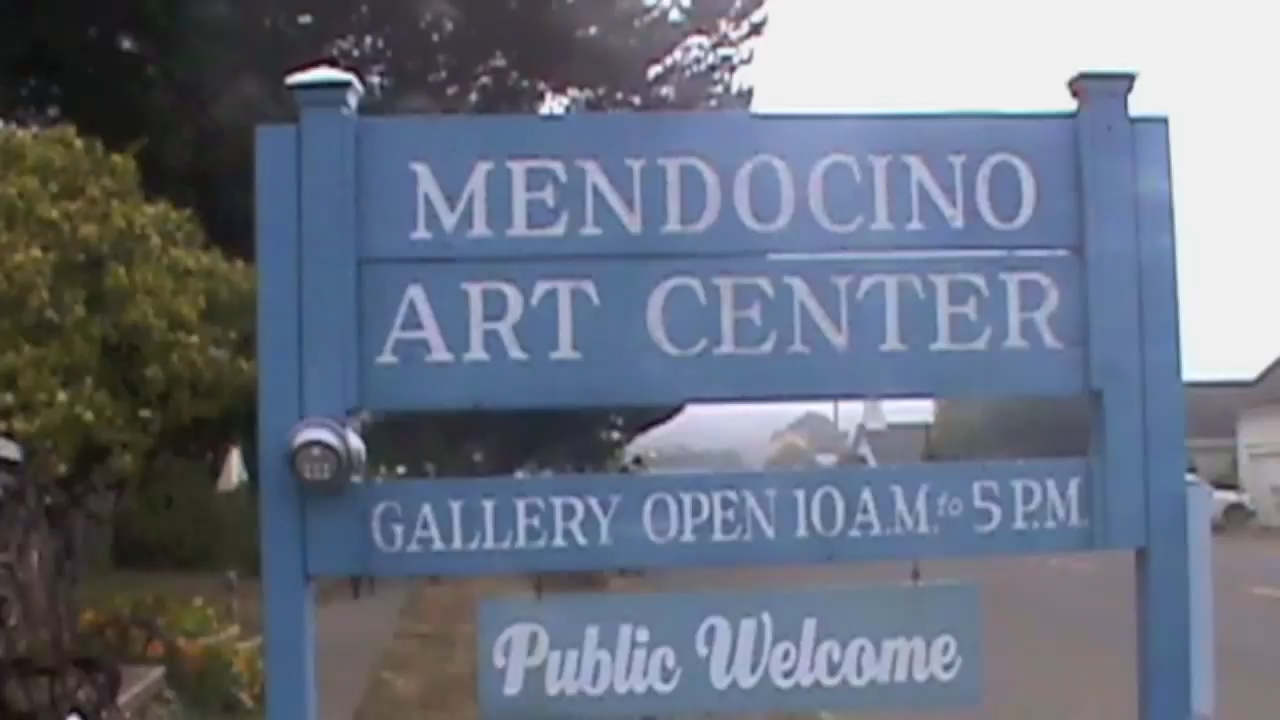 MENDOCINO
ART CENTER
GALLERY OPEN 10 A.M. to 5 P.M.
Public Welcome